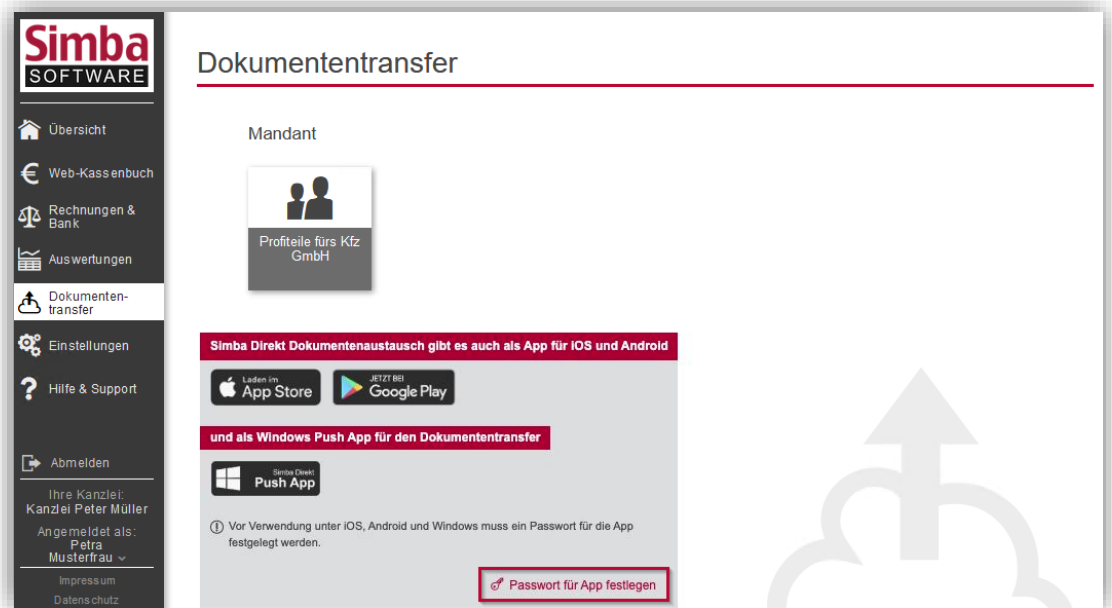 Simba
SOFTWARE
Übersicht
Web-Kassenbuch
Rechnungen &
Bank
Auswertungen
Dokumenten-
transfer
Einstellungen
Hilfe & Support
Abmelden
Ihre Kanzlei:
Kanzlei Peter Müller
Angemeldet als:
Petra
Musterfrau
Impressum
Datenschutz
Dokumententransfer
Mandant
Profiteile fürs Kfz
GmbH
Simba Direkt Dokumentenaustausch gibt es auch als App für iOS und Android
Laden im
App Store
JETZT BEI
Google Play
und als Windows Push App für den Dokumententransfer
Simba Direkt
Push App
Vor Verwendung unter iOS, Android und Windows muss ein Passwort für die App
festgelegt werden.
Passwort für App festlegen